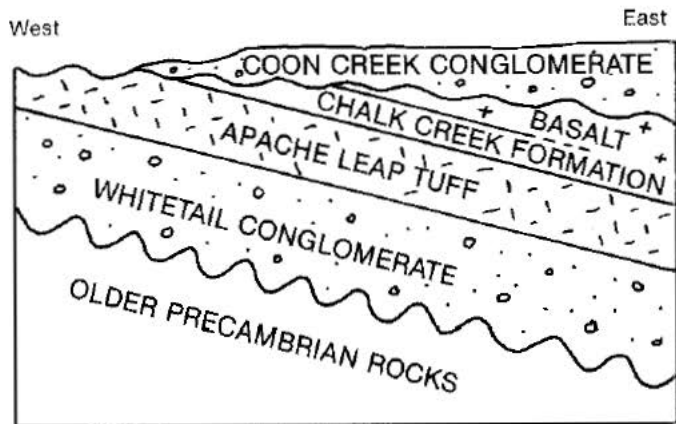 West
East
COON CREEK CONGLOMERATE
BASALT
CHALK CREEK FORMATION
APACHE LEAP TUFF
WHITETAIL CONGLOMERATE
OLDER PRECAMBRIAN ROCKS